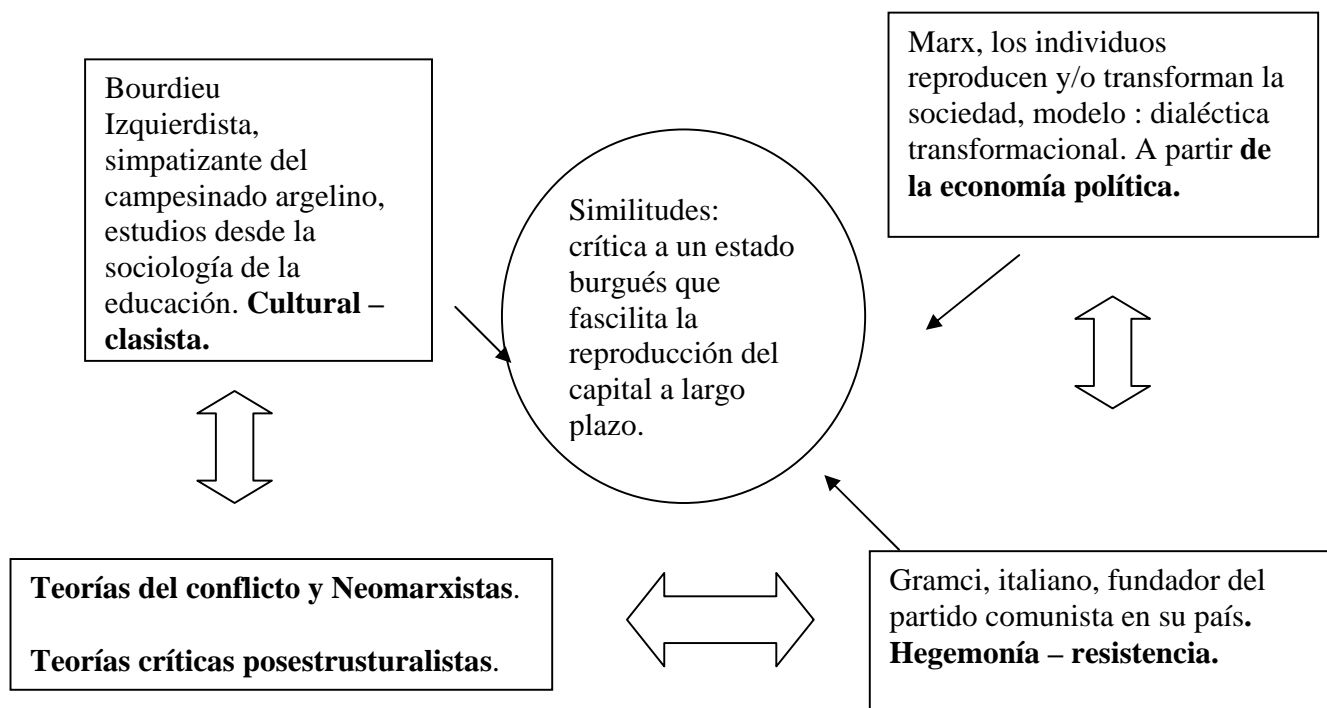 Bourdieu
Izquierdista,
simpatizante del
campesinado argelino,
estudios desde la
sociología de la
educación. Cultural –
clasista.
Similitudes:
crítica a un estado
burgués que
fascilita la
reproducción del
capital a largo
plazo.
Marx, los individuos
reproducen y/o transforman la
sociedad, modelo : dialéctica
transformacional. A partir de
la economía política.
Teorías del conflicto y Neomarxistas.
Teorías críticas posestrusturalistas.
Gramci, italiano, fundador del
partido comunista en su país.
Hegemonía – resistencia.